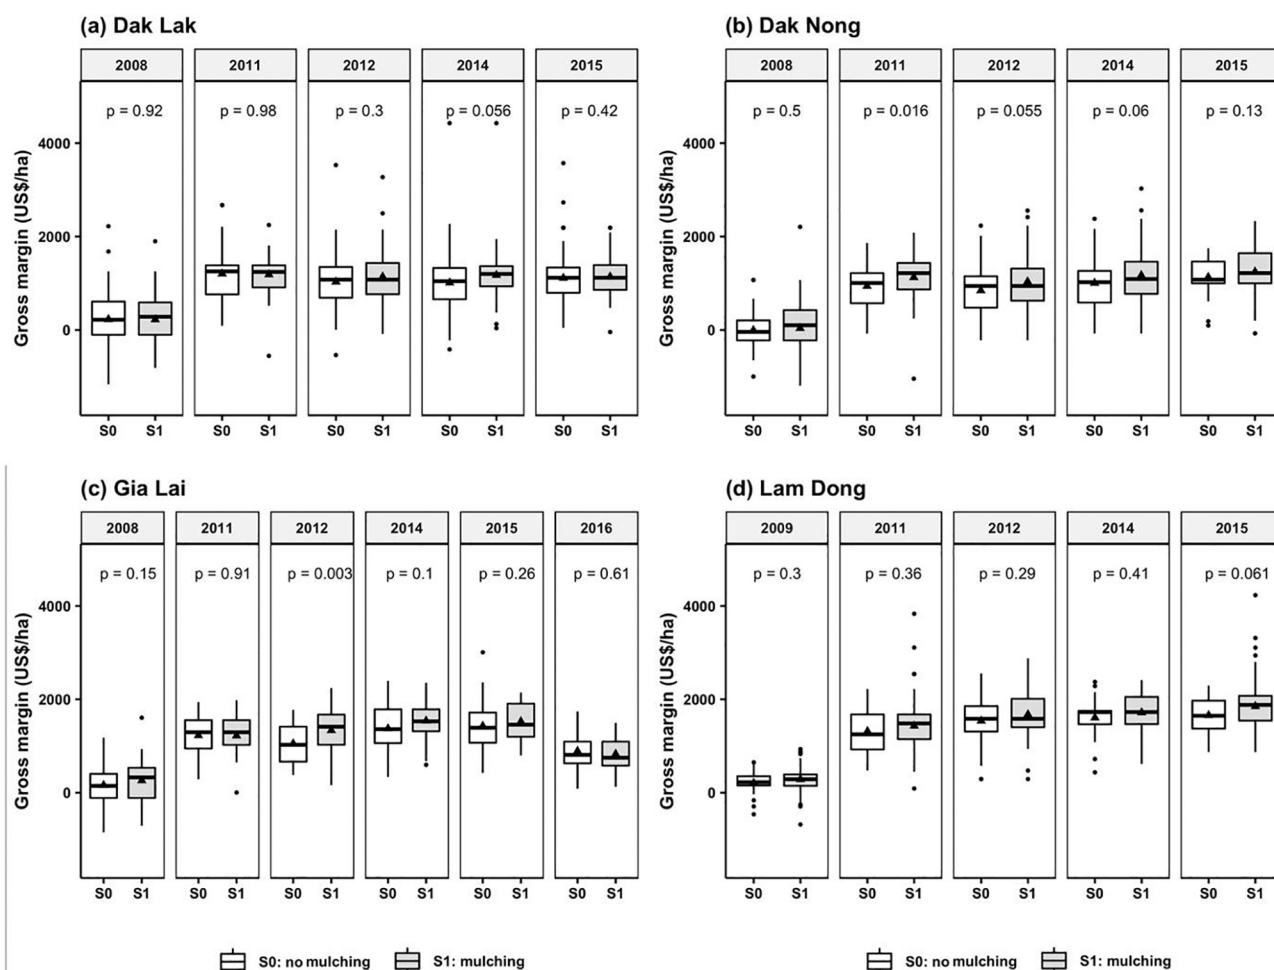 (a) Dak Lak
2008 2011 2012 2014 2015
p = 0.92 p = 0.98 p = 0.3 p = 0.056 p = 0.42
Gross margin (US$/ha)
4000
2000
0
S0 S1 S0 S1 S0 S1 S0 S1 S0 S1
(b) Dak Nong
2008 2011 2012 2014 2015
p = 0.5 p = 0.016 p = 0.055 p = 0.06 p = 0.13
Gross margin (US$/ha)
4000
2000
0
S0 S1 S0 S1 S0 S1 S0 S1 S0 S1
(c) Gia Lai
2008 2011 2012 2014 2015 2016
p = 0.15 p = 0.91 p = 0.003 p = 0.1 p = 0.26 p = 0.61
Gross margin (US$/ha)
4000
2000
0
S0 S1 S0 S1 S0 S1 S0 S1 S0 S1 S0 S1
S0: no mulching S1: mulching
(d) Lam Dong
2009 2011 2012 2014 2015
p = 0.3 p = 0.36 p = 0.29 p = 0.41 p = 0.061
Gross margin (US$/ha)
4000
2000
0
S0 S1 S0 S1 S0 S1 S0 S1 S0 S1
S0: no mulching S1: mulching